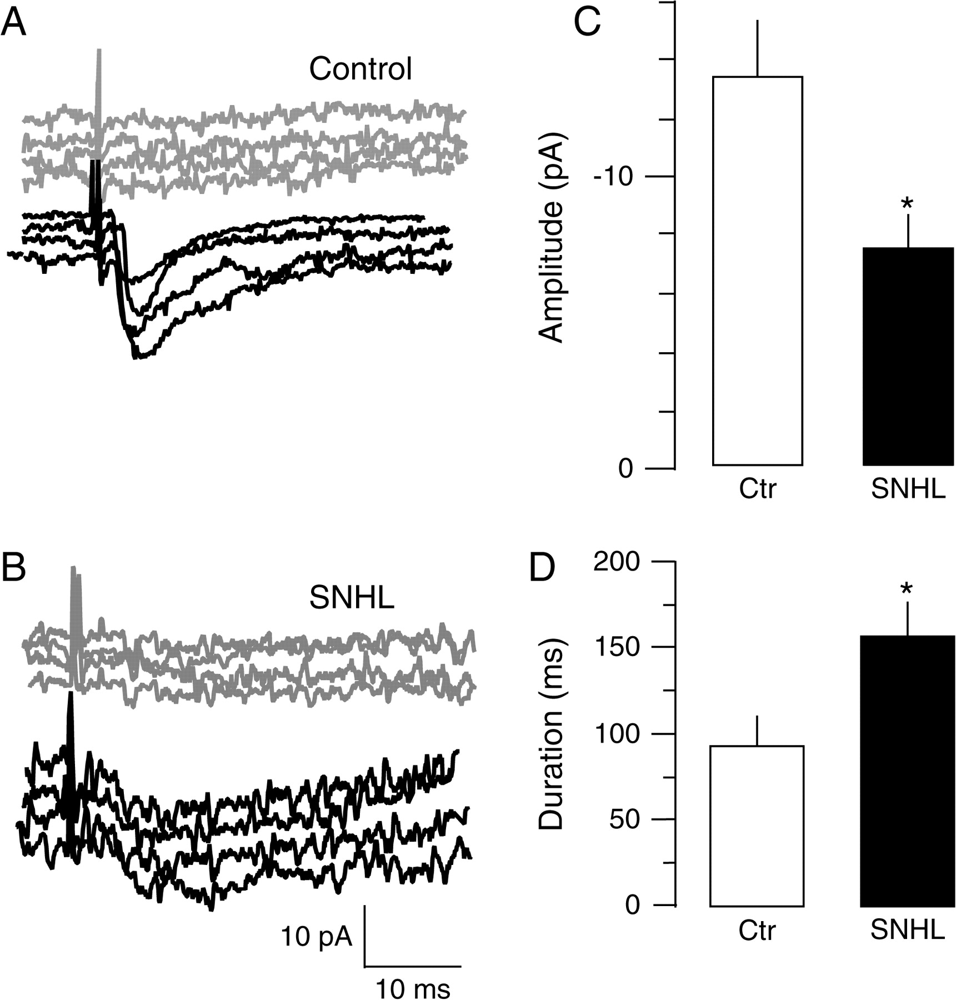 A
Control
C
Amplitude (pA)
-10
*
0
Ctr
SNHL
B
SNHL
10 pA
10 ms
D
Duration (ms)
200
150
100
50
0
*
Ctr
SNHL